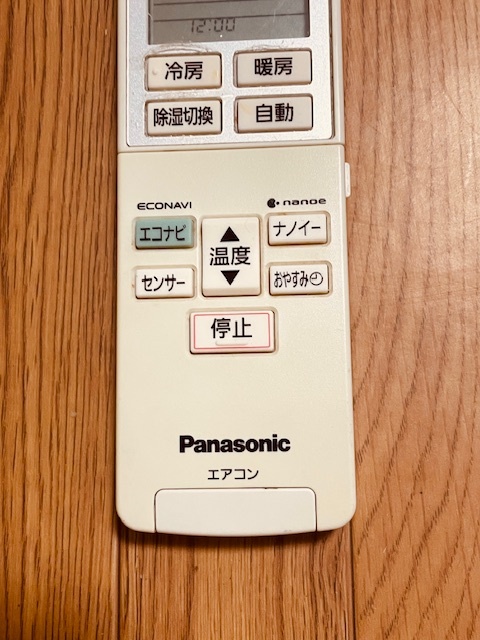 12:00
冷房 暖房
除湿切換 自動
ECONAVI nanoe
エコナビ ▲ ナノイー
温度
センサー ▼ おやすみ
停止
Panasonic
エアコン